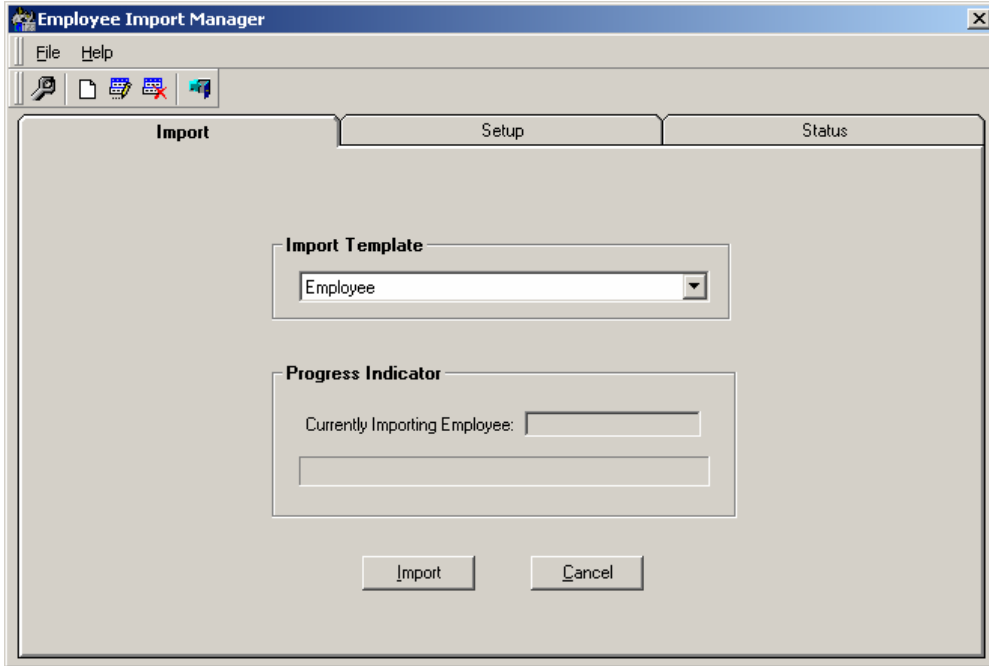 Employee Import Manager
File Help
Import Setup Status
Import Template
Employee
Progress Indicator
Currently Importing Employee:
Import Cancel